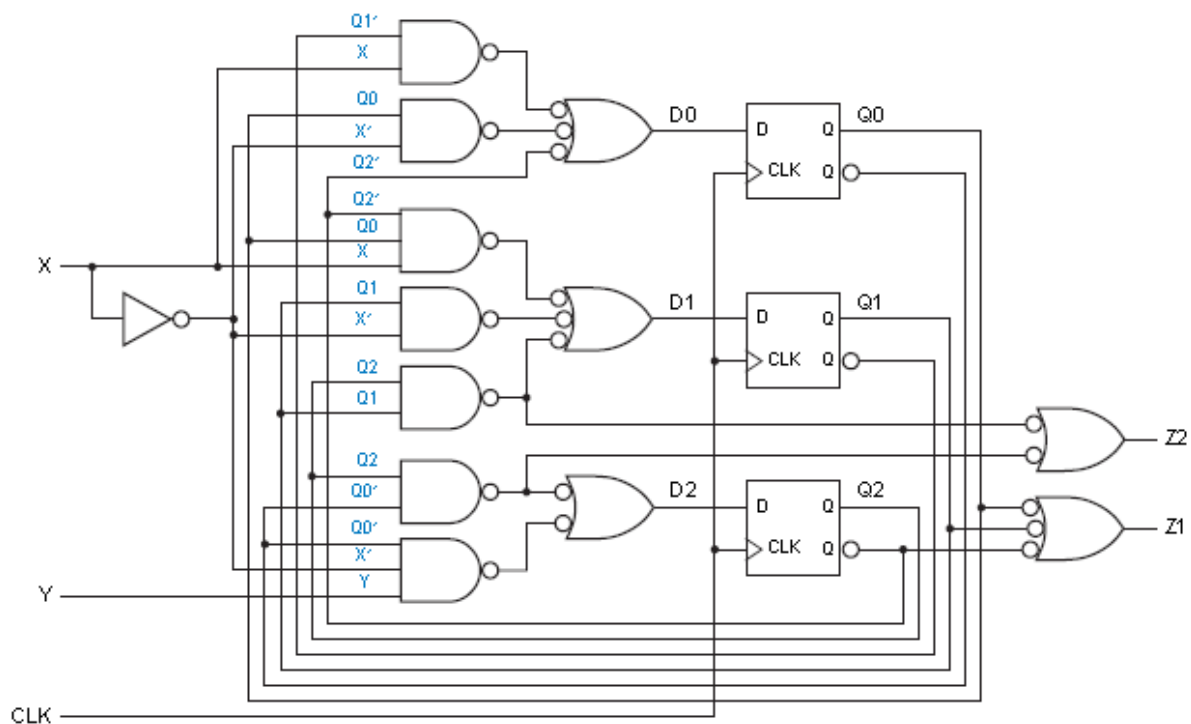 Q1'
X
Q0
X'
Q2'
D0
D Q
CLK Q
Q0
Q2'
Q0
X
X
Q1
X'
D1
D Q
CLK Q
Q1
Q2
Q1
Z2
Q2
Q0'
D2
D Q
CLK Q
Q2
Z1
Q0'
X'
Y
Y
CLK